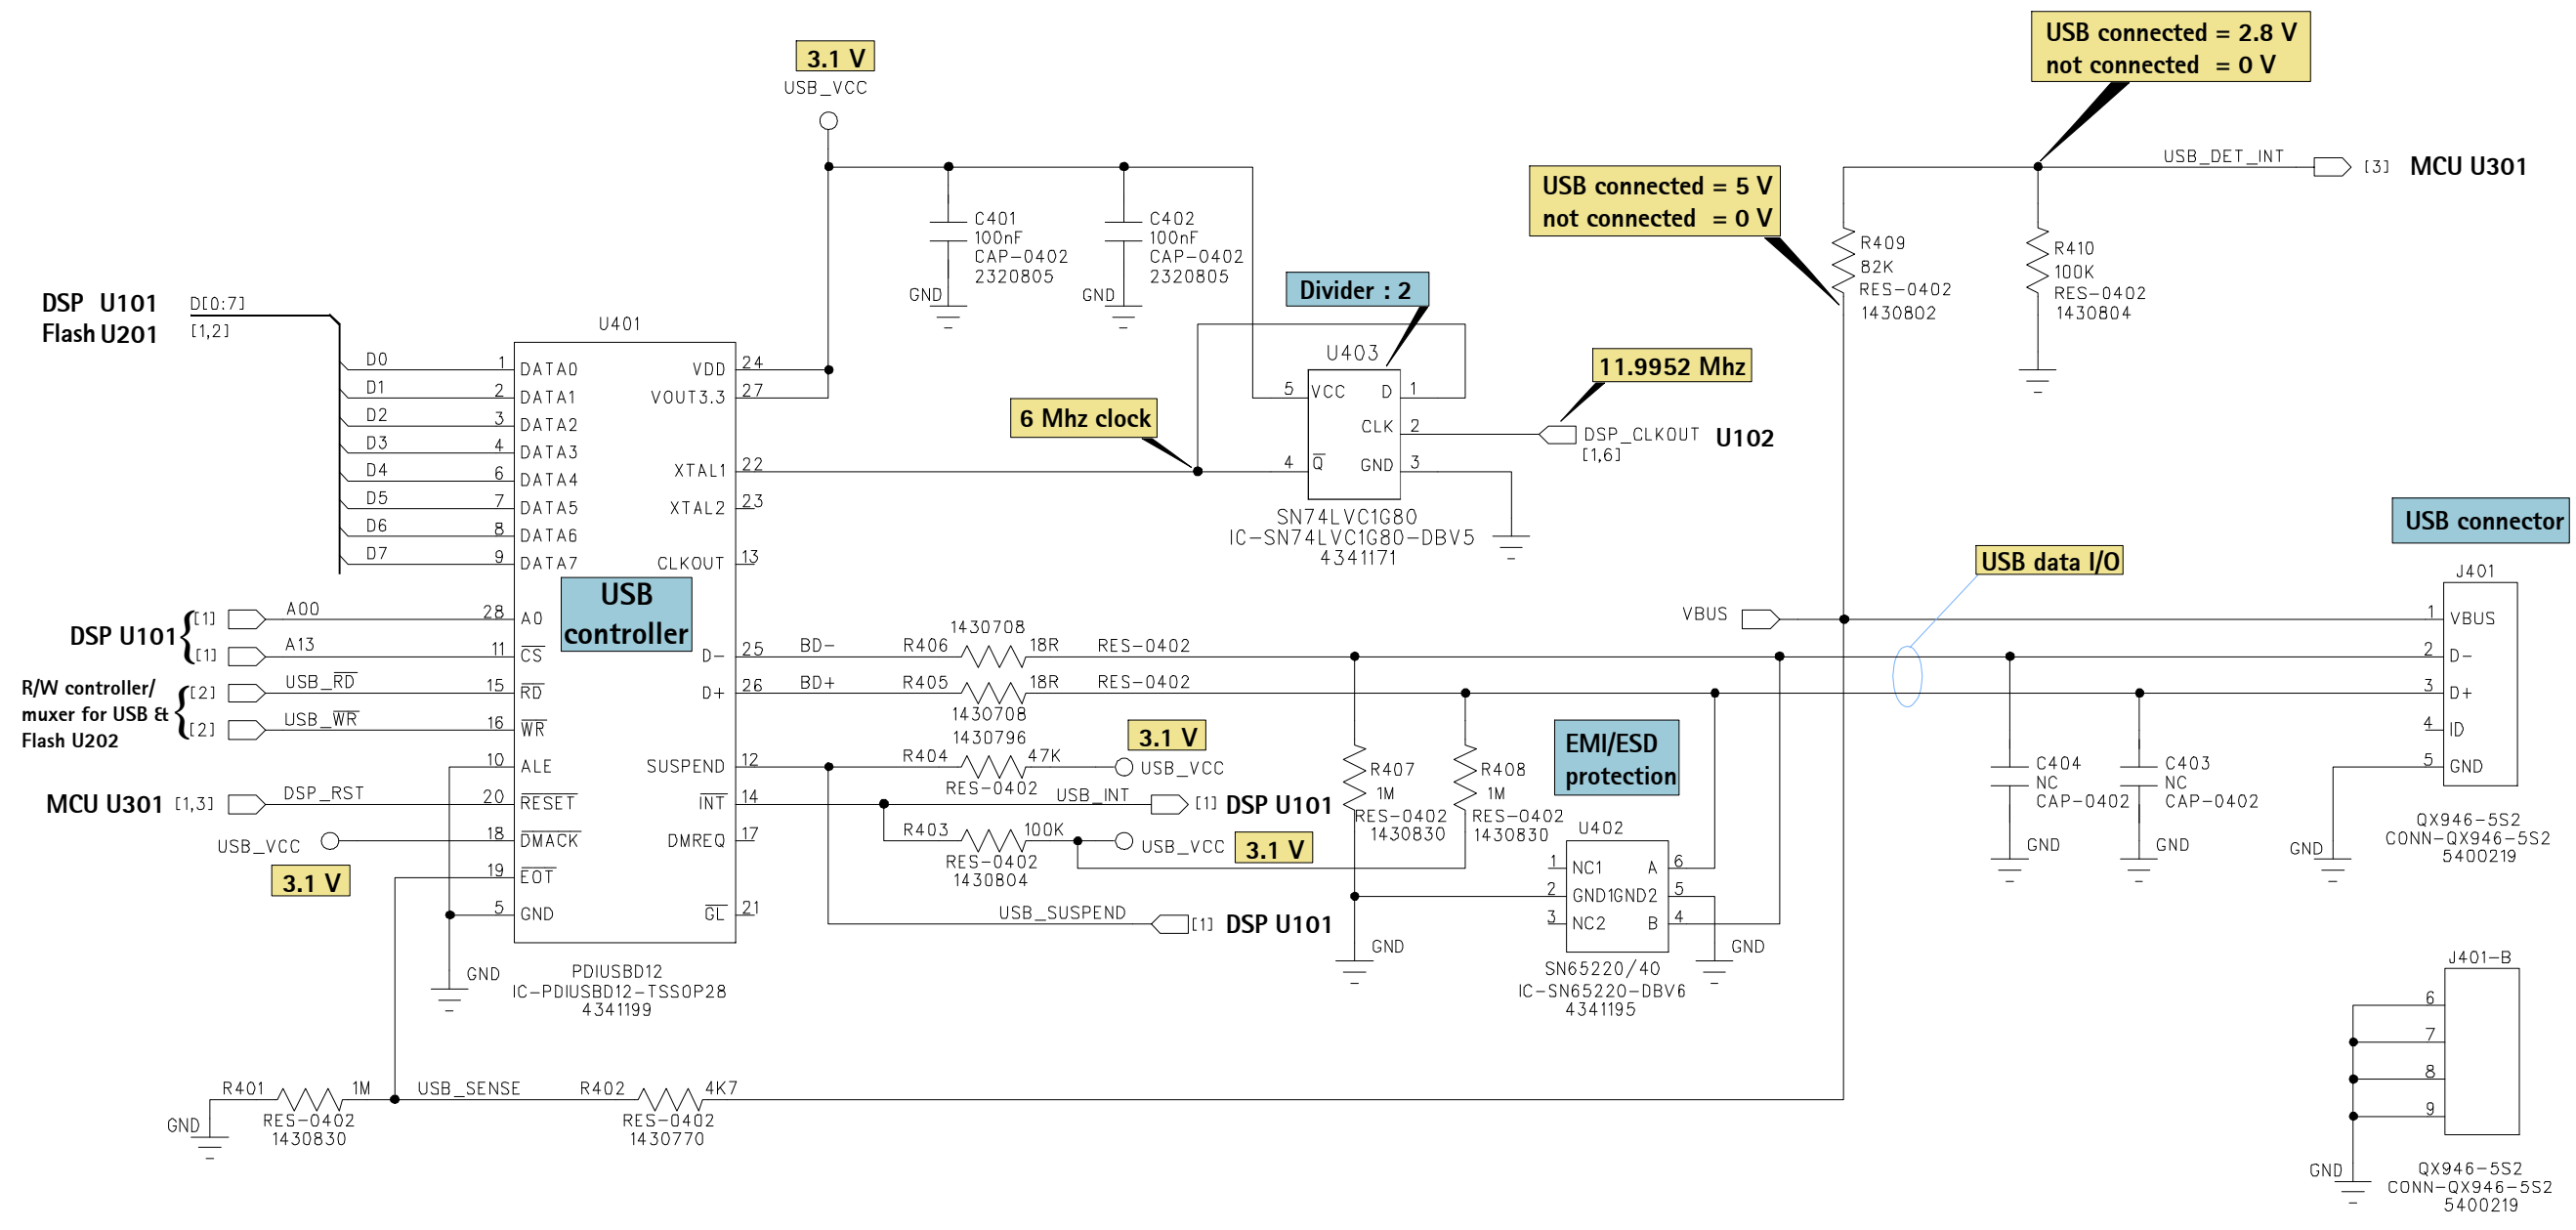 USB connected = 2.8 V
not connected = 0 V
3.1 V
USB_VCC
USB_DET_INT
[3] MCU U301
USB connected = 5 V
not connected = 0 V
C401
100nF
CAP-0402
2320805
GND
C402
100nF
CAP-0402
2320805
GND
R409
82K
RES-0402
1430802
R410
100K
RES-0402
1430804
Divider : 2
DSP U101
Flash U201
D[0:7]
[1,2]
U401
U403
11.9952 Mhz
6 Mhz clock
D0
D1
D2
D3
D4
D5
D6
D7
1 DATA0
2 DATA1
3 DATA2
4 DATA3
6 DATA4
7 DATA5
8 DATA6
9 DATA7
VDD 24
VOUT3.3 27
XTAL1 22
XTAL2 23
CLKOUT 13
5 VCC
D 1
CLK 2
4 Q
GND 3
DSP_CLKOUT U102
[1,6]
SN74LVC1G80
IC-SN74LVC1G80-DBV5
4341171
USB connector
USB data I/O
J401
USB
controller
DSP U101
[1] A00 28 A0
[1] A13 11 CS
R/W controller/
muxer for USB &
Flash U202
[2] USB_RD 15 RD
[2] USB_WR 16 WR
10 ALE
MCU U301 [1,3] DSP_RST 20 RESET
USB_VCC 18 DMACK
3.1 V
19 EOT
5 GND
GND
D- 25 BD- R406 1430708 18R RES-0402
D+ 26 BD+ R405 18R RES-0402
1430708
SUSPEND 12 R404 1430796 47K USB_VCC
RES-0402
3.1 V
INT 14 USB_INT [1] DSP U101
R403 100K USB_VCC 3.1 V
RES-0402
1430804
DMREQ 17
GL 21
USB_SUSPEND [1] DSP U101
PDIUSBD12
IC-PDIUSBD12-TSSOP28
4341199
VBUS
R407
1M
RES-0402
1430830
R408
1M
RES-0402
1430830
GND
EMI/ESD
protection
U402
1 NC1 A 6
2 GND1 GND2 5
3 NC2 B 4
GND
SN65220/40
IC-SN65220-DBV6
4341195
C404
NC
CAP-0402
GND
C403
NC
CAP-0402
GND
1 VBUS
2 D-
3 D+
4 ID
5 GND
GND
QX946-5S2
CONN-QX946-5S2
5400219
J401-B
6
7
8
9
GND
QX946-5S2
CONN-QX946-5S2
5400219
R401 1M
RES-0402
1430830
GND
USB_SENSE
R402 4K7
RES-0402
1430770